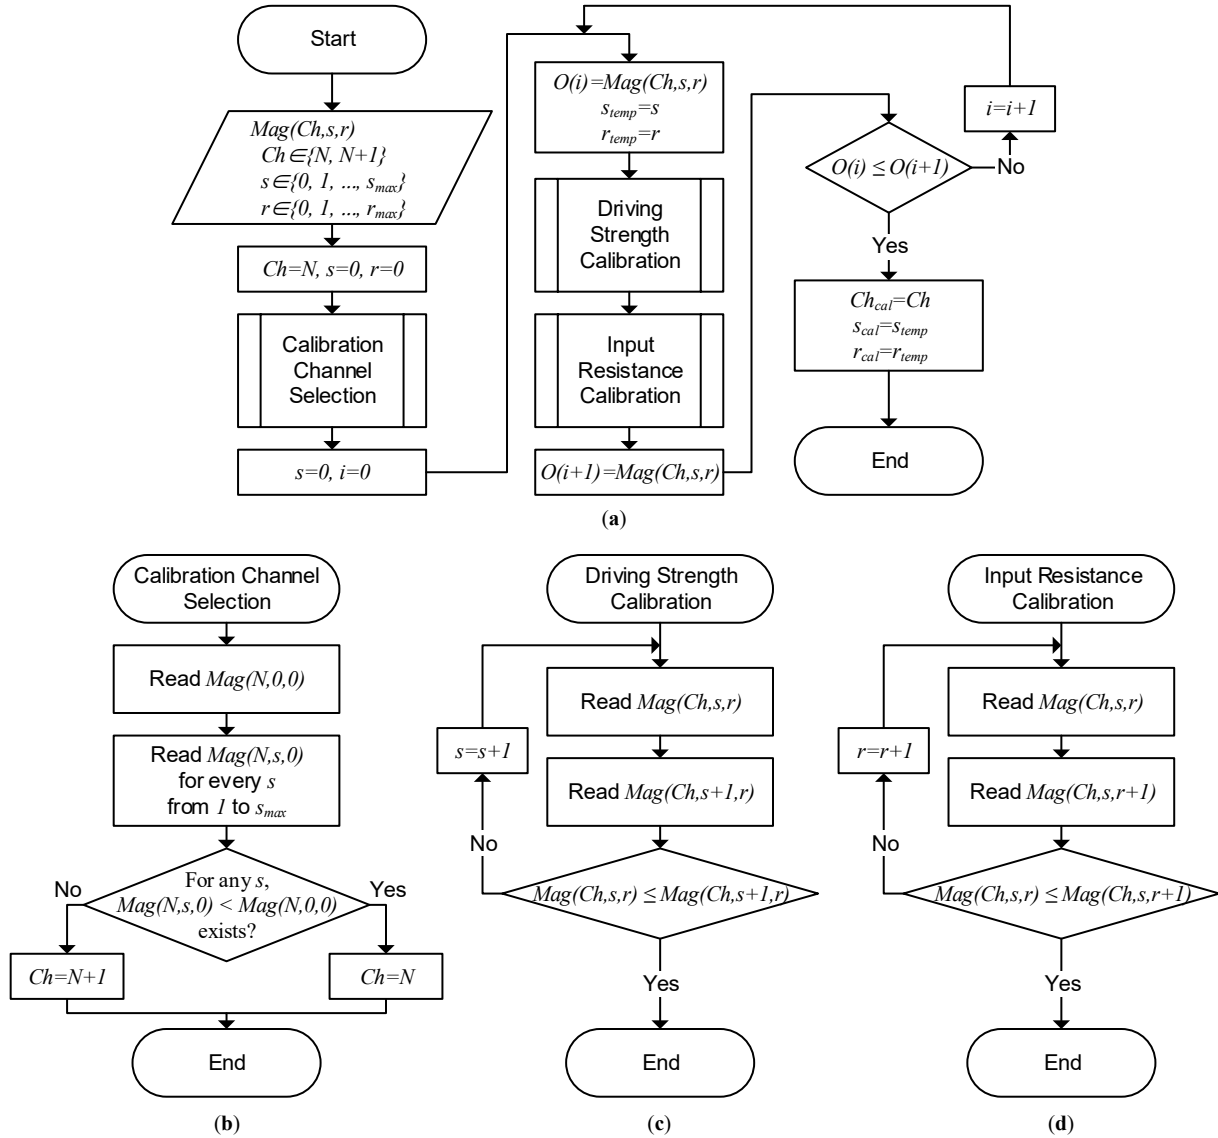 Start
Mag(Ch,s,r)
Ch∈{N, N+1}
s∈{0, 1, ..., smax}
r∈{0, 1, ..., rmax}
Ch=N, s=0, r=0
Calibration
Channel
Selection
s=0, i=0
O(i)=Mag(Ch,s,r)
stemp=s
rtemp=r
Driving
Strength
Calibration
Input
Resistance
Calibration
O(i+1)=Mag(Ch,s,r)
i=i+1
O(i) ≤ O(i+1)
No
Yes
Chcal=Ch
scal=stemp
rcal=rtemp
End
(a)
Calibration Channel
Selection
Read Mag(N,0,0)
Read Mag(N,s,0)
for every s
from 1 to smax
For any s,
Mag(N,s,0) < Mag(N,0,0)
exists?
No
Yes
Ch=N+1
Ch=N
End
(b)
Driving Strength
Calibration
Read Mag(Ch,s,r)
s=s+1
Read Mag(Ch,s+1,r)
No
Mag(Ch,s,r) ≤ Mag(Ch,s+1,r)
Yes
End
(c)
Input Resistance
Calibration
Read Mag(Ch,s,r)
r=r+1
Read Mag(Ch,s,r+1)
No
Mag(Ch,s,r) ≤ Mag(Ch,s,r+1)
Yes
End
(d)